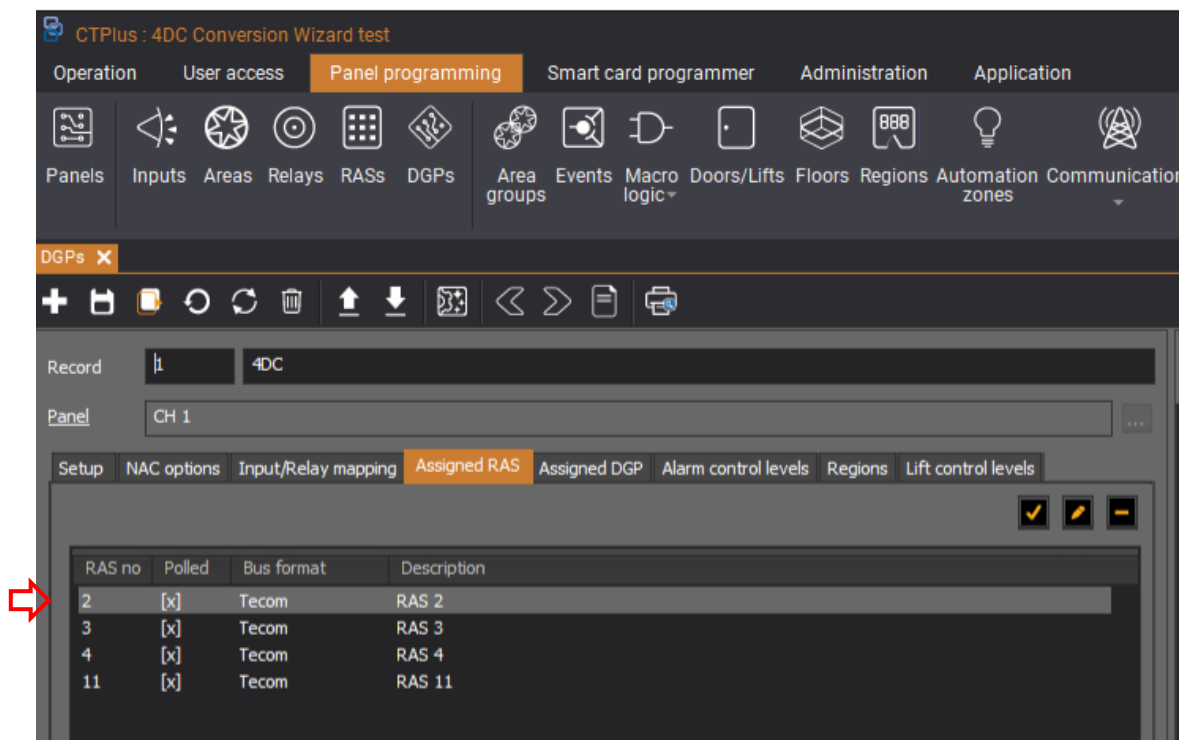 CTPlus : 4DC Conversion Wizard test
Operation User access Panel programming Smart card programmer Administration Application
888
Panels Inputs Areas Relays RASs DGPs Area groups Events Macro logic Doors/Lifts Floors Regions Automation zones Communication
DGPs
Record 1 4DC
Panel CH 1 ...
Setup NAC options Input/Relay mapping Assigned RAS Assigned DGP Alarm control levels Regions Lift control levels
RAS no Polled Bus format Description
2 [x] Tecom RAS 2
3 [x] Tecom RAS 3
4 [x] Tecom RAS 4
11 [x] Tecom RAS 11